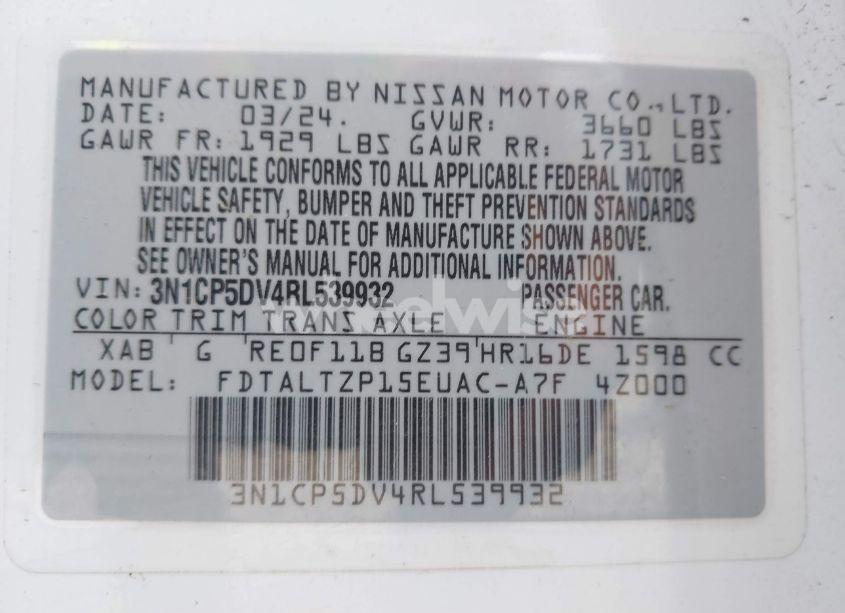 MANUFACTURED BY NISSAN MOTOR CO., LTD.
DATE: 03/24. GVWR: 3660 LBS
GAWR FR: 1929 LBS GAWR RR: 1731 LBS
THIS VEHICLE CONFORMS TO ALL APPLICABLE FEDERAL MOTOR
VEHICLE SAFETY, BUMPER AND THEFT PREVENTION STANDARDS
IN EFFECT ON THE DATE OF MANUFACTURE SHOWN ABOVE.
SEE OWNER'S MANUAL FOR ADDITIONAL INFORMATION.
VIN: 3N1CP5DV4RL539932 PASSENGER CAR.
wheelwise
COLOR TRIM TRANS AXLE ENGINE
XAB G RE0F11B GZ39 HR16DE 1598 CC
MODEL: FDTALTZP15EUAC-A7F 4Z000
3N1CP5DV4RL539932